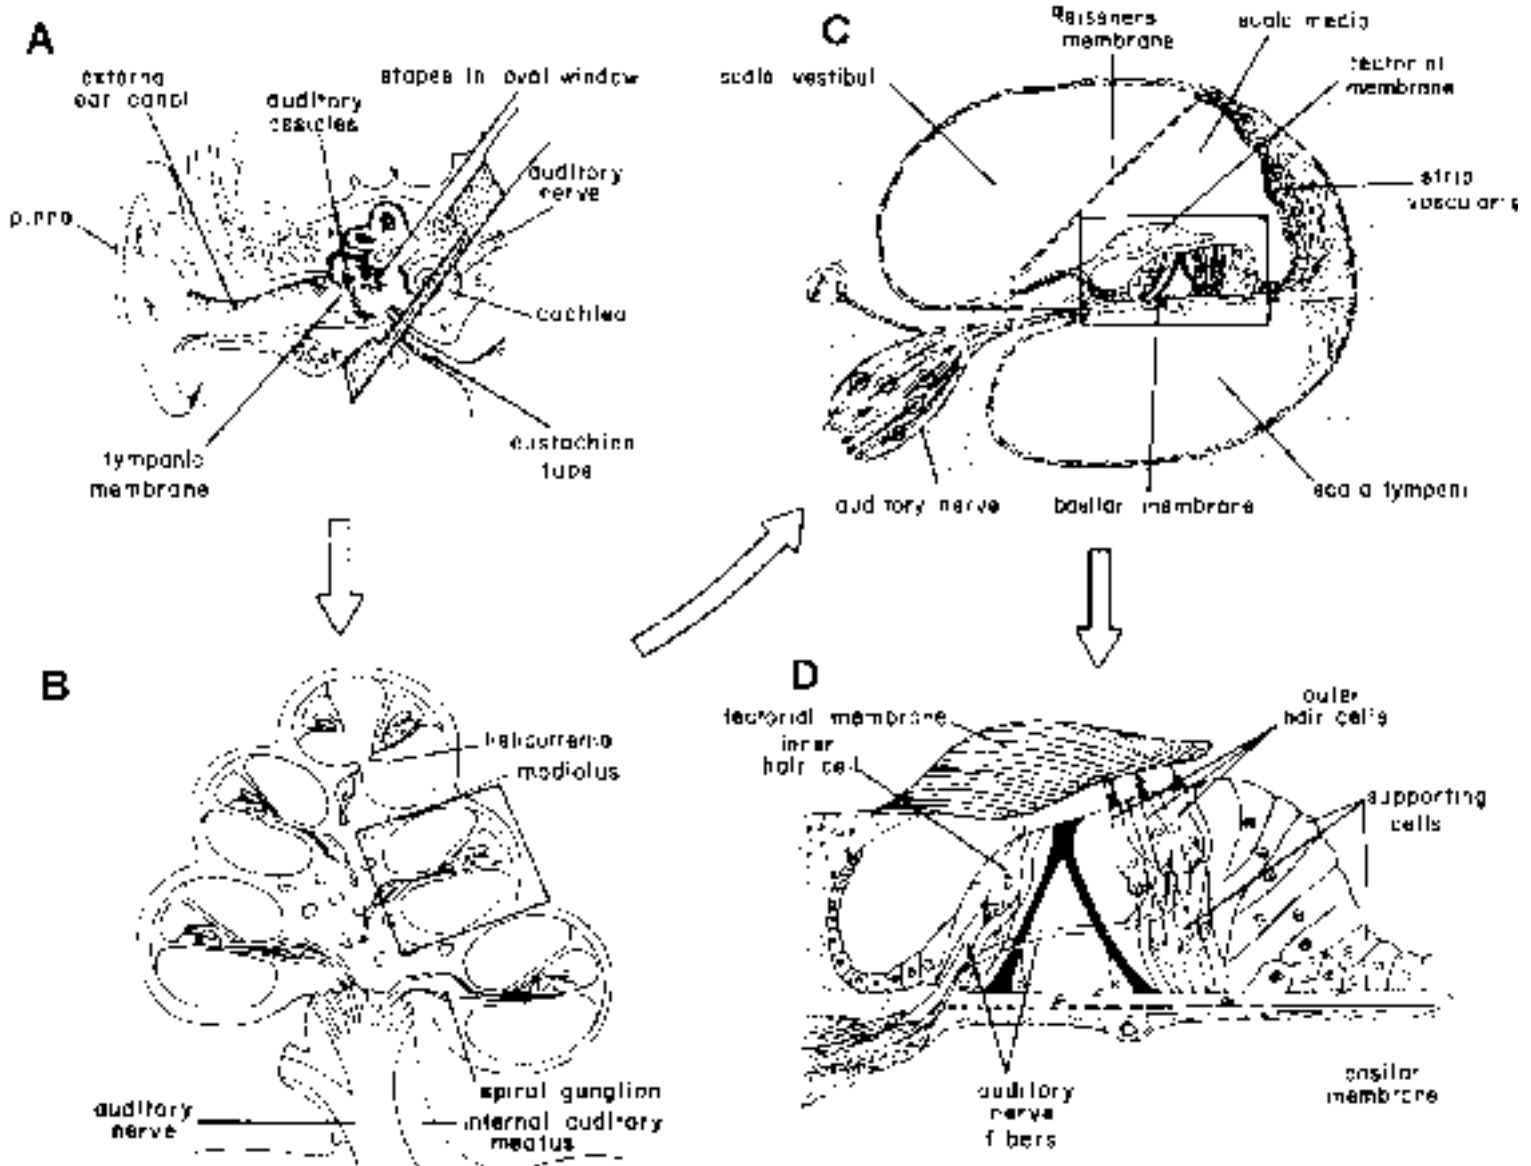 A
external
ear canal
auditory
ossicles
stapes in oval window
auditory
nerve
pinna
cochlea
eustachian
tube
tympanic
membrane
B
helicotrema
modiolus
spiral ganglion
internal auditory
meatus
auditory
nerve
C
Reissners
membrane
scala media
scala vestibuli
tectorial
membrane
stria
vascularis
auditory nerve
basilar membrane
scala tympani
D
tectorial membrane
inner
hair cell
outer
hair cells
supporting
cells
auditory
nerve
fibers
basilar
membrane